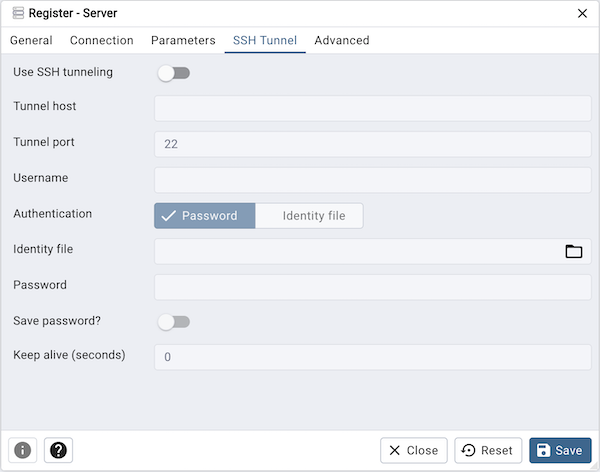 Register - Server
General Connection Parameters SSH Tunnel Advanced
Use SSH tunneling
Tunnel host
Tunnel port 22
Username
Authentication Password Identity file
Identity file
Password
Save password?
Keep alive (seconds) 0
Close Reset Save